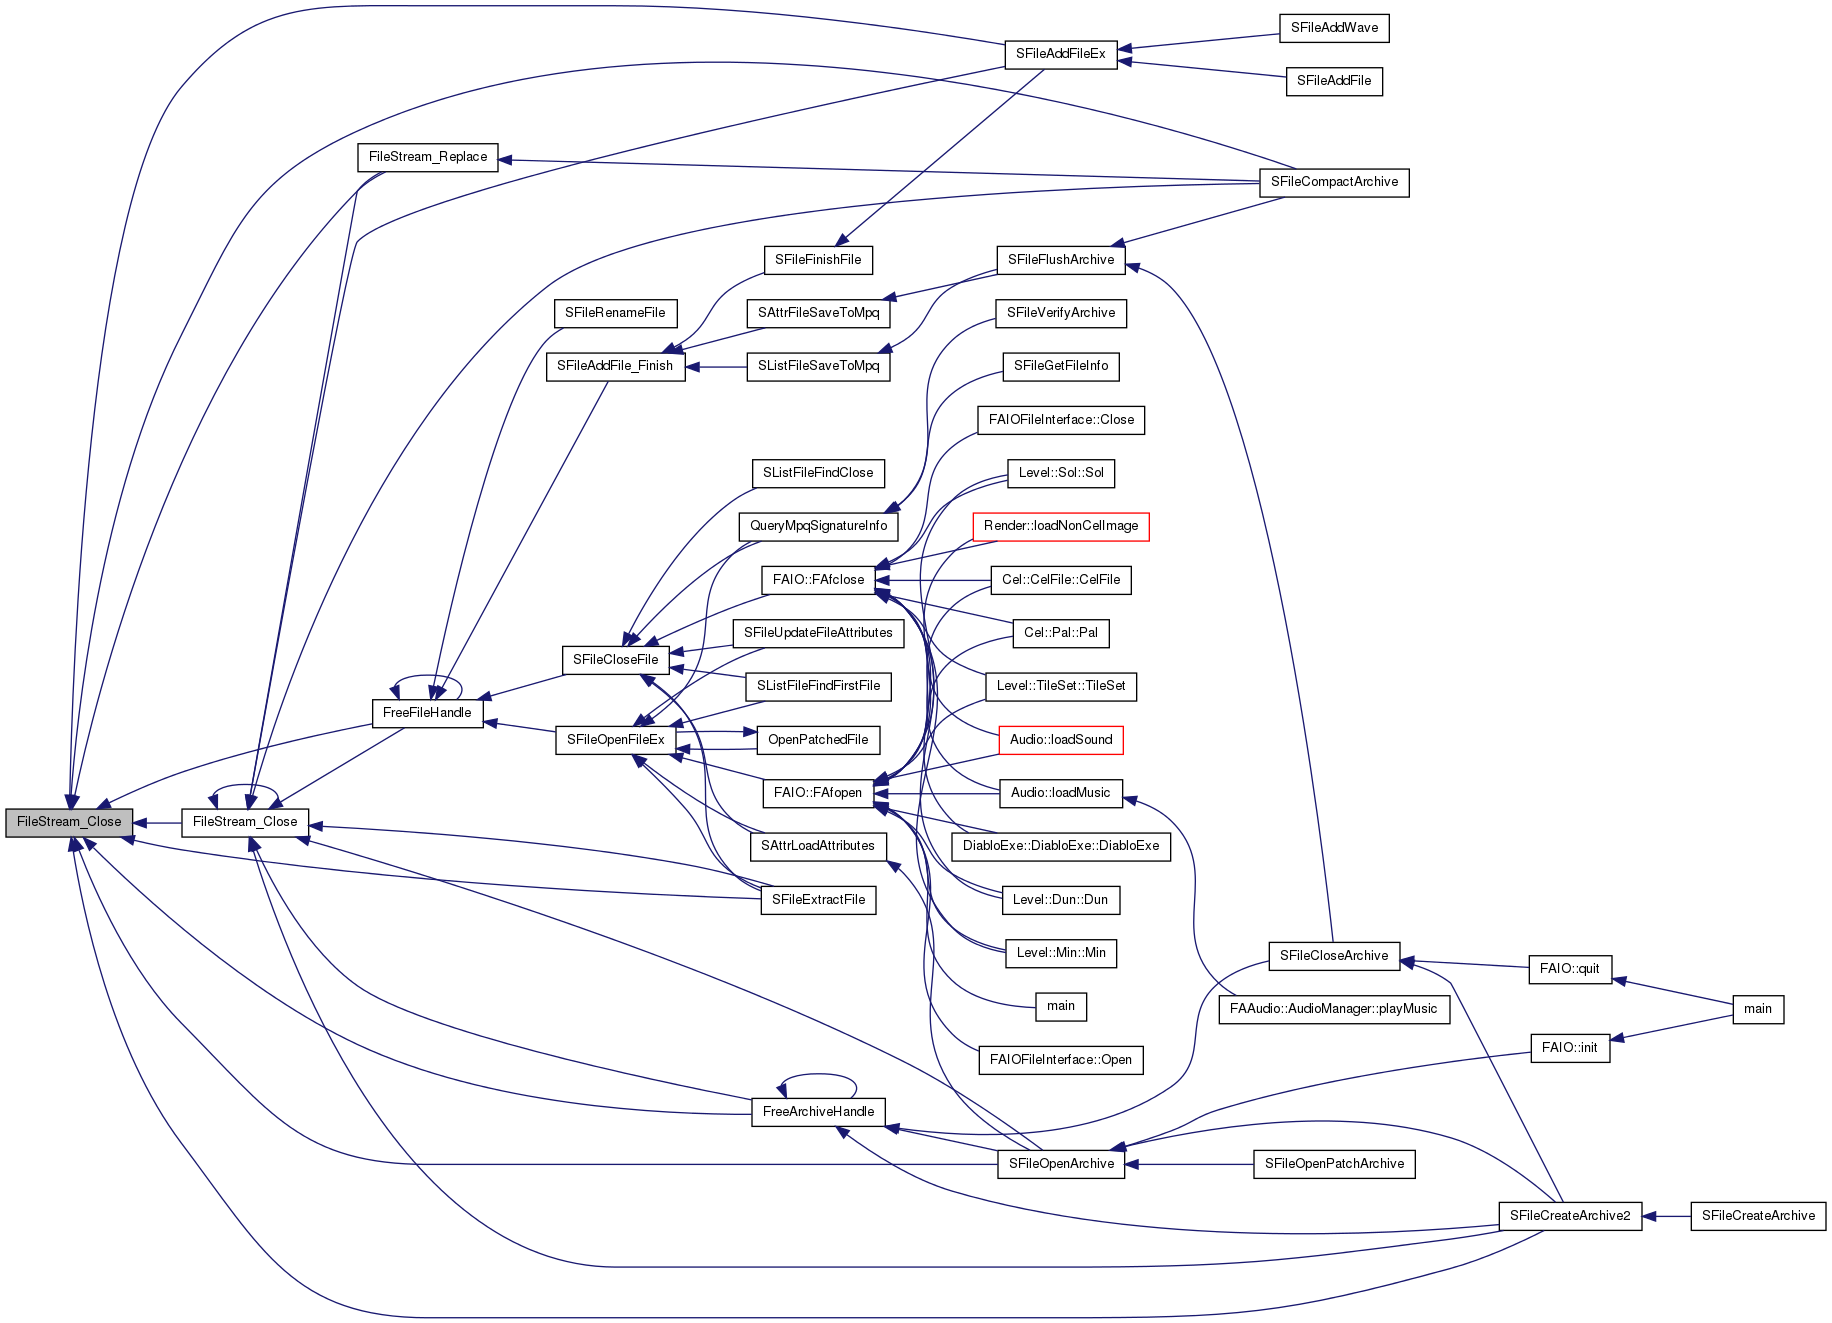 SFileAddWave
SFileAddFileEx
SFileAddFile
FileStream_Replace
SFileCompactArchive
SFileFinishFile
SFileFlushArchive
SFileRenameFile
SAttrFileSaveToMpq
SFileVerifyArchive
SFileAddFile_Finish
SListFileSaveToMpq
SFileGetFileInfo
FAIOFileInterface::Close
SListFileFindClose
Level::Sol::Sol
QueryMpqSignatureInfo
Render::loadNonCelImage
FAIO::FAfclose
Cel::CelFile::CelFile
SFileUpdateFileAttributes
Cel::Pal::Pal
SFileCloseFile
SListFileFindFirstFile
Level::TileSet::TileSet
FreeFileHandle
SFileOpenFileEx
OpenPatchedFile
Audio::loadSound
FAIO::FAfopen
Audio::loadMusic
FileStream_Close
FileStream_Close
SAttrLoadAttributes
DiabloExe::DiabloExe::DiabloExe
SFileExtractFile
Level::Dun::Dun
Level::Min::Min
SFileCloseArchive
FAIO::quit
main
FAAudio::AudioManager::playMusic
main
FAIOFileInterface::Open
FAIO::init
FreeArchiveHandle
SFileOpenArchive
SFileOpenPatchArchive
SFileCreateArchive2
SFileCreateArchive